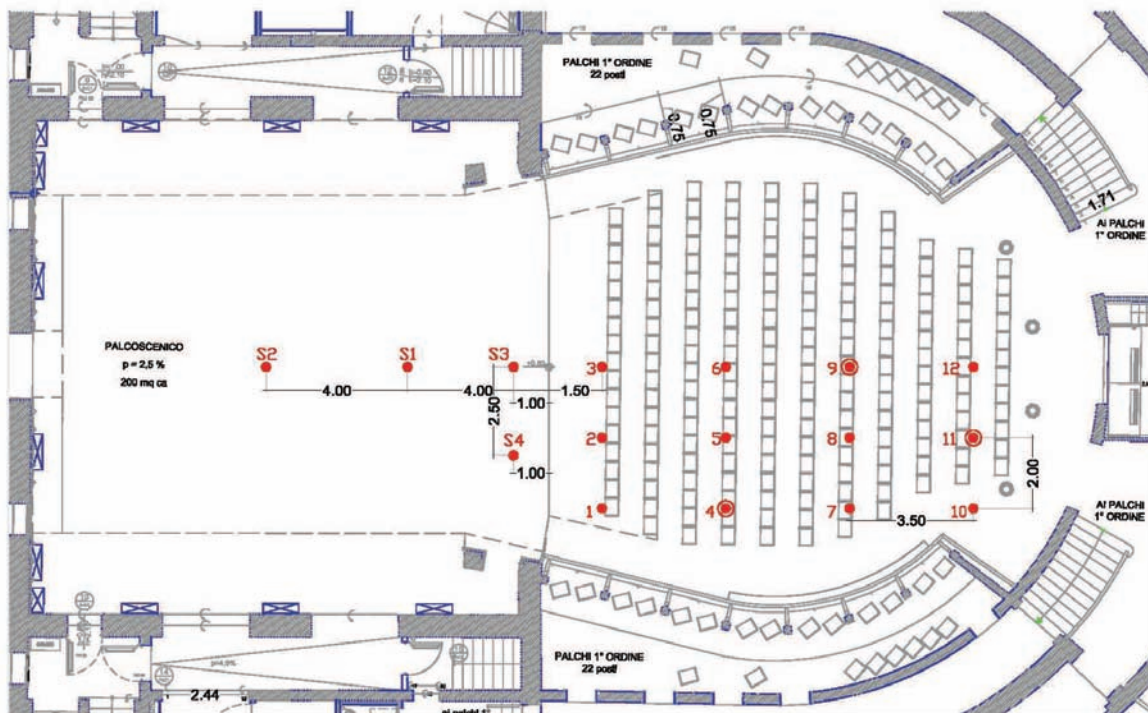 PALCHI 1° ORDINE
22 posti
0.75
0.75
1.71
AI PALCHI
1° ORDINE
PALCOSCENICO
p = 2,5 %
200 mq ca
S2
S1
S3
3
6
9
12
4.00
4.00
1.00
1.50
2.50
2
5
8
11
S4
1.00
2.00
1
4
7
10
3.50
AI PALCHI
1° ORDINE
PALCHI 1° ORDINE
22 posti
2.44
ai palchi 1°